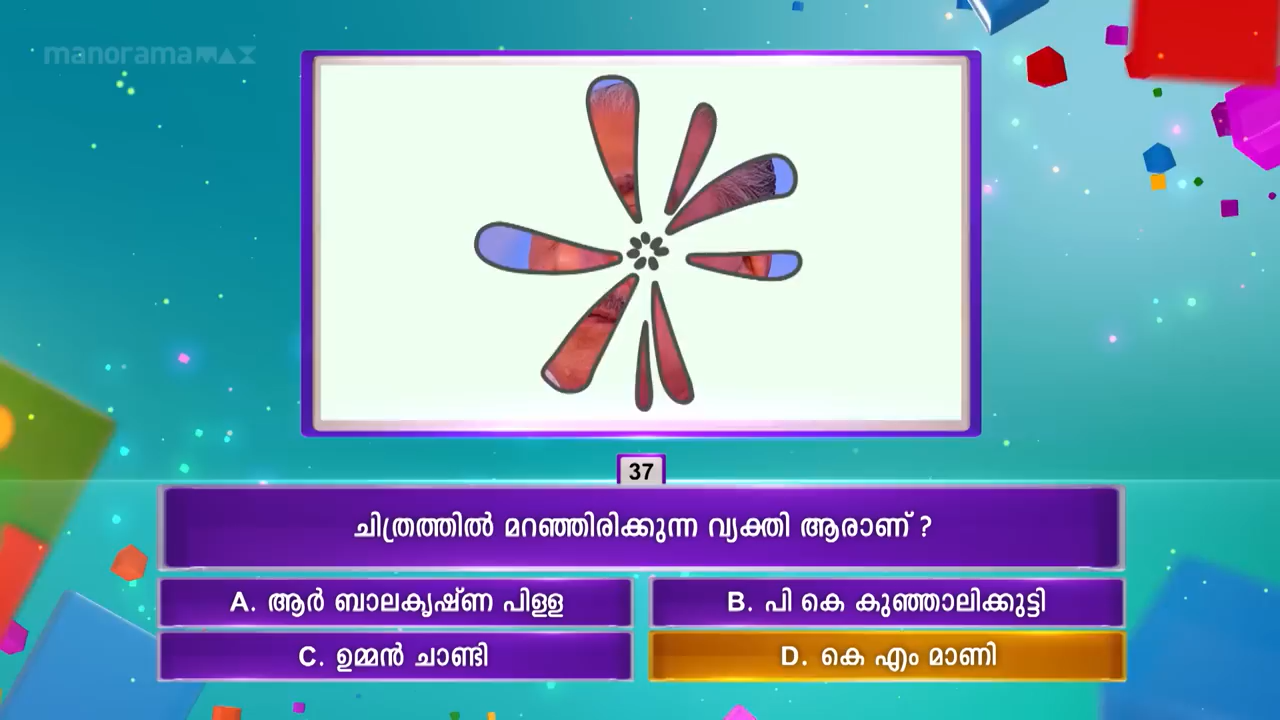 manoramaMAX
37
ചിത്രത്തിൽ മറഞ്ഞിരിക്കുന്ന വ്യക്തി ആരാണ് ?
A. ആർ ബാലകൃഷ്ണ പിള്ള
B. പി കെ കുഞ്ഞാലിക്കുട്ടി
C. ഉമ്മൻ ചാണ്ടി
D. കെ എം മാണി